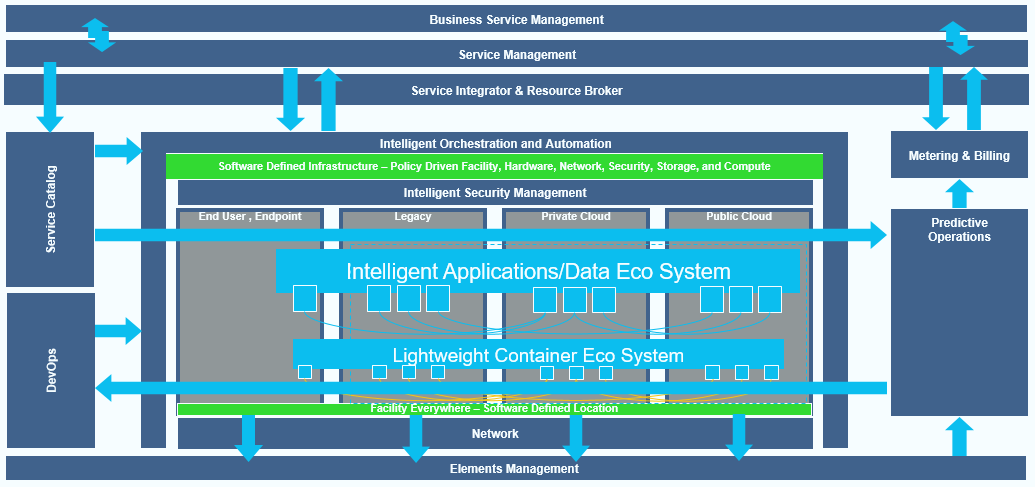 Business Service Management
Service Management
Service Integrator & Resource Broker
Intelligent Orchestration and Automation
Software Defined Infrastructure – Policy Driven Facility, Hardware, Network, Security, Storage, and Compute
Intelligent Security Management
Metering & Billing
Service Catalog
End User , Endpoint
Legacy
Private Cloud
Public Cloud
Predictive
Operations
Intelligent Applications/Data Eco System
Lightweight Container Eco System
DevOps
Facility Everywhere – Software Defined Location
Network
Elements Management